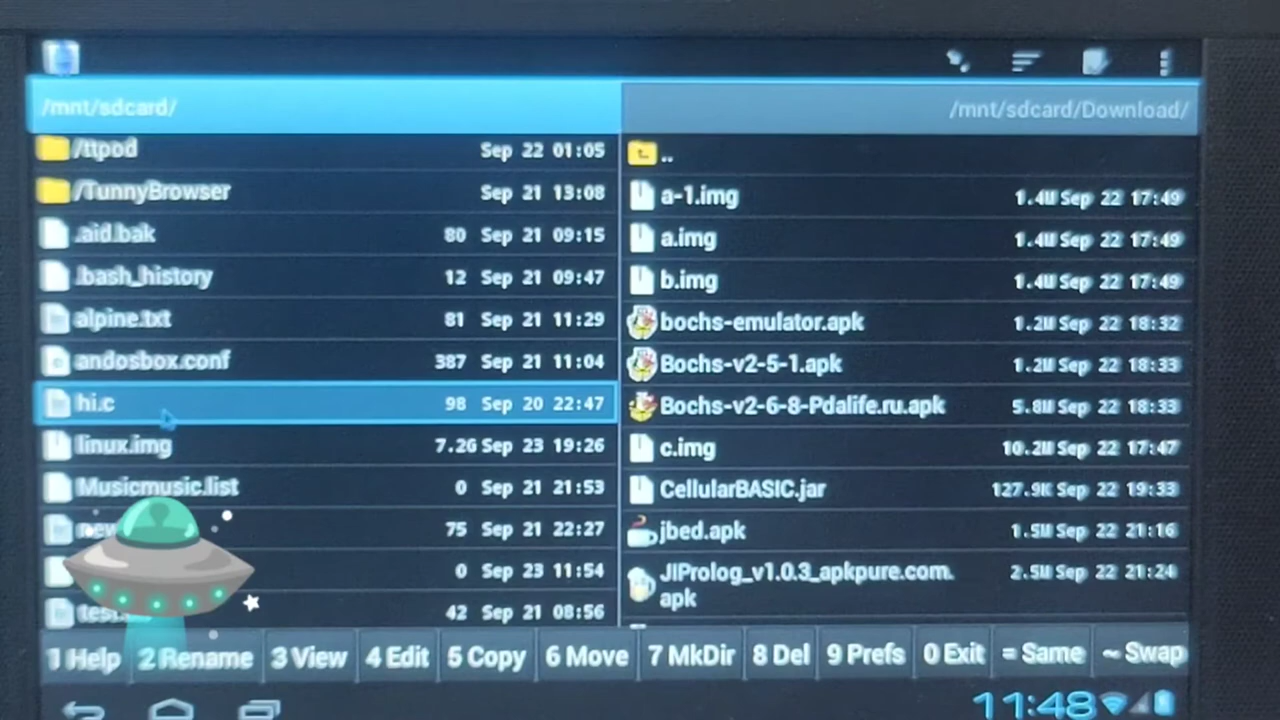 /mnt/sdcard/
/mnt/sdcard/Download/
/ttpod Sep 22 01:05
/TunnyBrowser Sep 21 13:08
.aid.bak 80 Sep 21 09:15
.bash_history 12 Sep 21 09:47
alpine.txt 81 Sep 21 11:29
andosbox.conf 387 Sep 21 11:04
hi.c 98 Sep 20 22:47
linux.img 7.2G Sep 23 19:26
Musicmusic.list 0 Sep 21 21:53
75 Sep 21 22:27
0 Sep 23 11:54
42 Sep 21 08:56
..
a-1.img 1.4M Sep 22 17:49
a.img 1.4M Sep 22 17:49
b.img 1.4M Sep 22 17:49
bochs-emulator.apk 1.2M Sep 22 18:32
Bochs-v2-5-1.apk 1.2M Sep 22 18:33
Bochs-v2-6-8-Pdalife.ru.apk 5.8M Sep 22 18:33
c.img 10.2M Sep 22 17:47
CellularBASIC.jar 127.9K Sep 22 19:33
jbed.apk 1.5M Sep 22 21:16
JIProlog_v1.0.3_apkpure.com. 2.5M Sep 22 21:24
apk
1 Help 2 Rename 3 View 4 Edit 5 Copy 6 Move 7 MkDir 8 Del 9 Prefs 0 Exit = Same ~ Swap
11:48